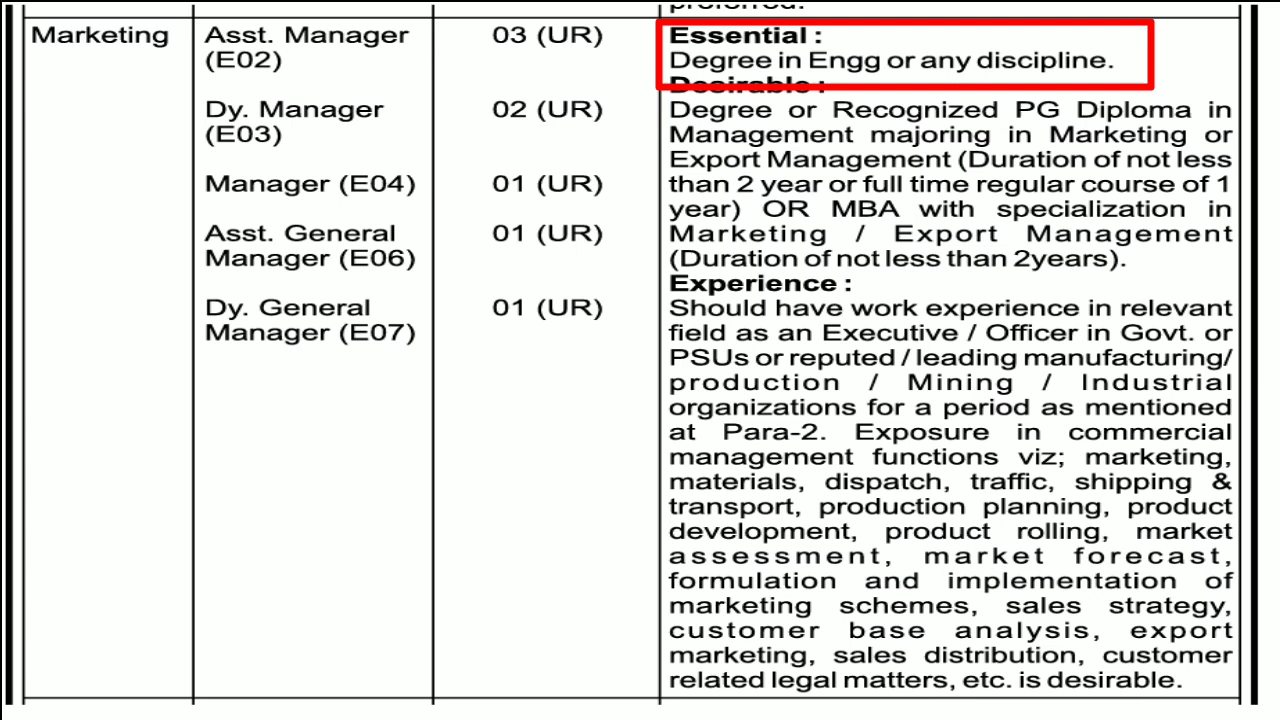 preferred.
Marketing
Asst. Manager
(E02)
03 (UR)
Dy. Manager
(E03)
02 (UR)
Manager (E04)
01 (UR)
Asst. General
Manager (E06)
01 (UR)
Dy. General
Manager (E07)
01 (UR)
Essential :
Degree in Engg or any discipline.
Desirable :
Degree or Recognized PG Diploma in
Management majoring in Marketing or
Export Management (Duration of not less
than 2 year or full time regular course of 1
year) OR MBA with specialization in
Marketing / Export Management
(Duration of not less than 2years).
Experience :
Should have work experience in relevant
field as an Executive / Officer in Govt. or
PSUs or reputed / leading manufacturing/
production / Mining / Industrial
organizations for a period as mentioned
at Para-2. Exposure in commercial
management functions viz; marketing,
materials, dispatch, traffic, shipping &
transport, production planning, product
development, product rolling, market
assessment, market forecast,
formulation and implementation of
marketing schemes, sales strategy,
customer base analysis, export
marketing, sales distribution, customer
related legal matters, etc. is desirable.